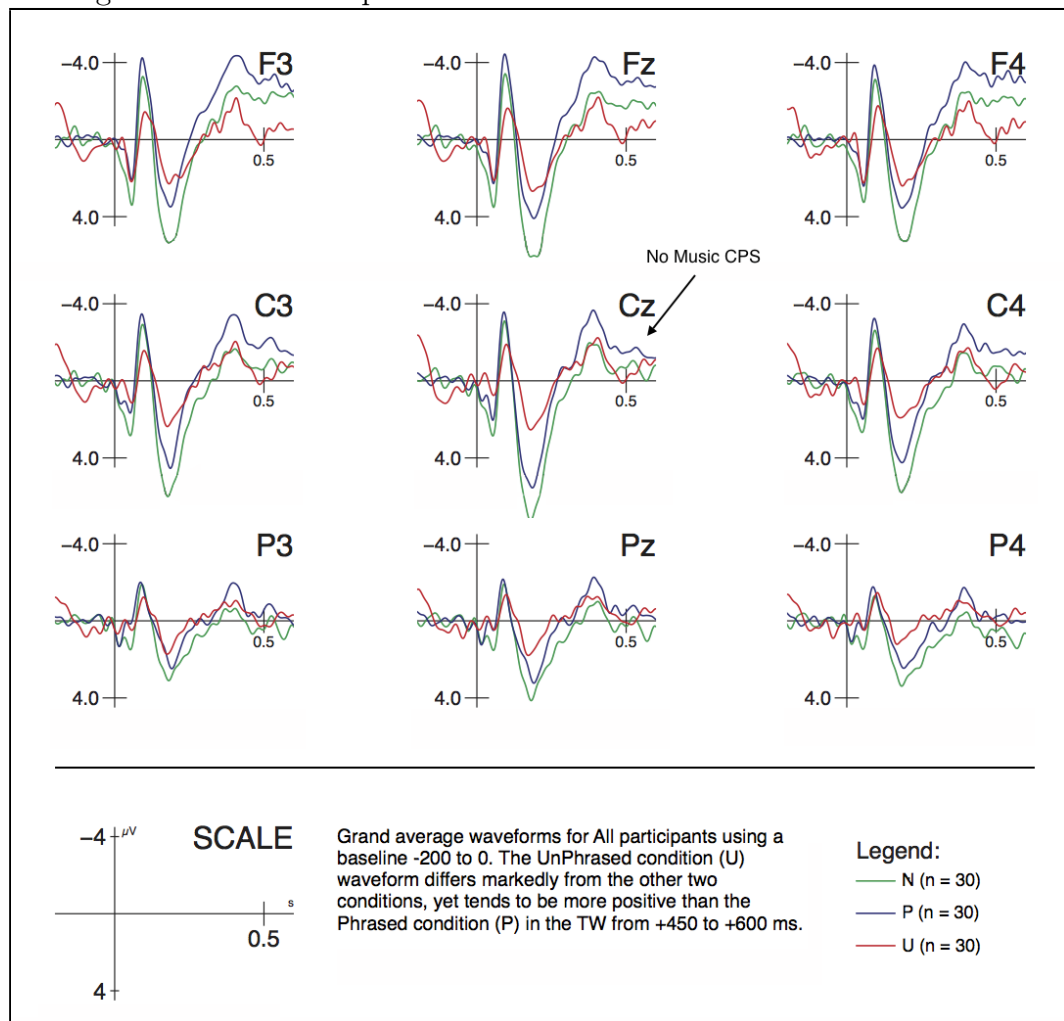 −4.0 F3
0.5
4.0
−4.0 Fz
0.5
4.0
−4.0 F4
0.5
4.0
No Music CPS
−4.0 C3
0.5
4.0
−4.0 Cz
0.5
4.0
−4.0 C4
0.5
4.0
−4.0 P3
0.5
4.0
−4.0 Pz
0.5
4.0
−4.0 P4
0.5
4.0
−4 µV SCALE
s
0.5
4
Grand average waveforms for All participants using a
baseline -200 to 0. The UnPhrased condition (U)
waveform differs markedly from the other two
conditions, yet tends to be more positive than the
Phrased condition (P) in the TW from +450 to +600 ms.
Legend:
N (n = 30)
P (n = 30)
U (n = 30)